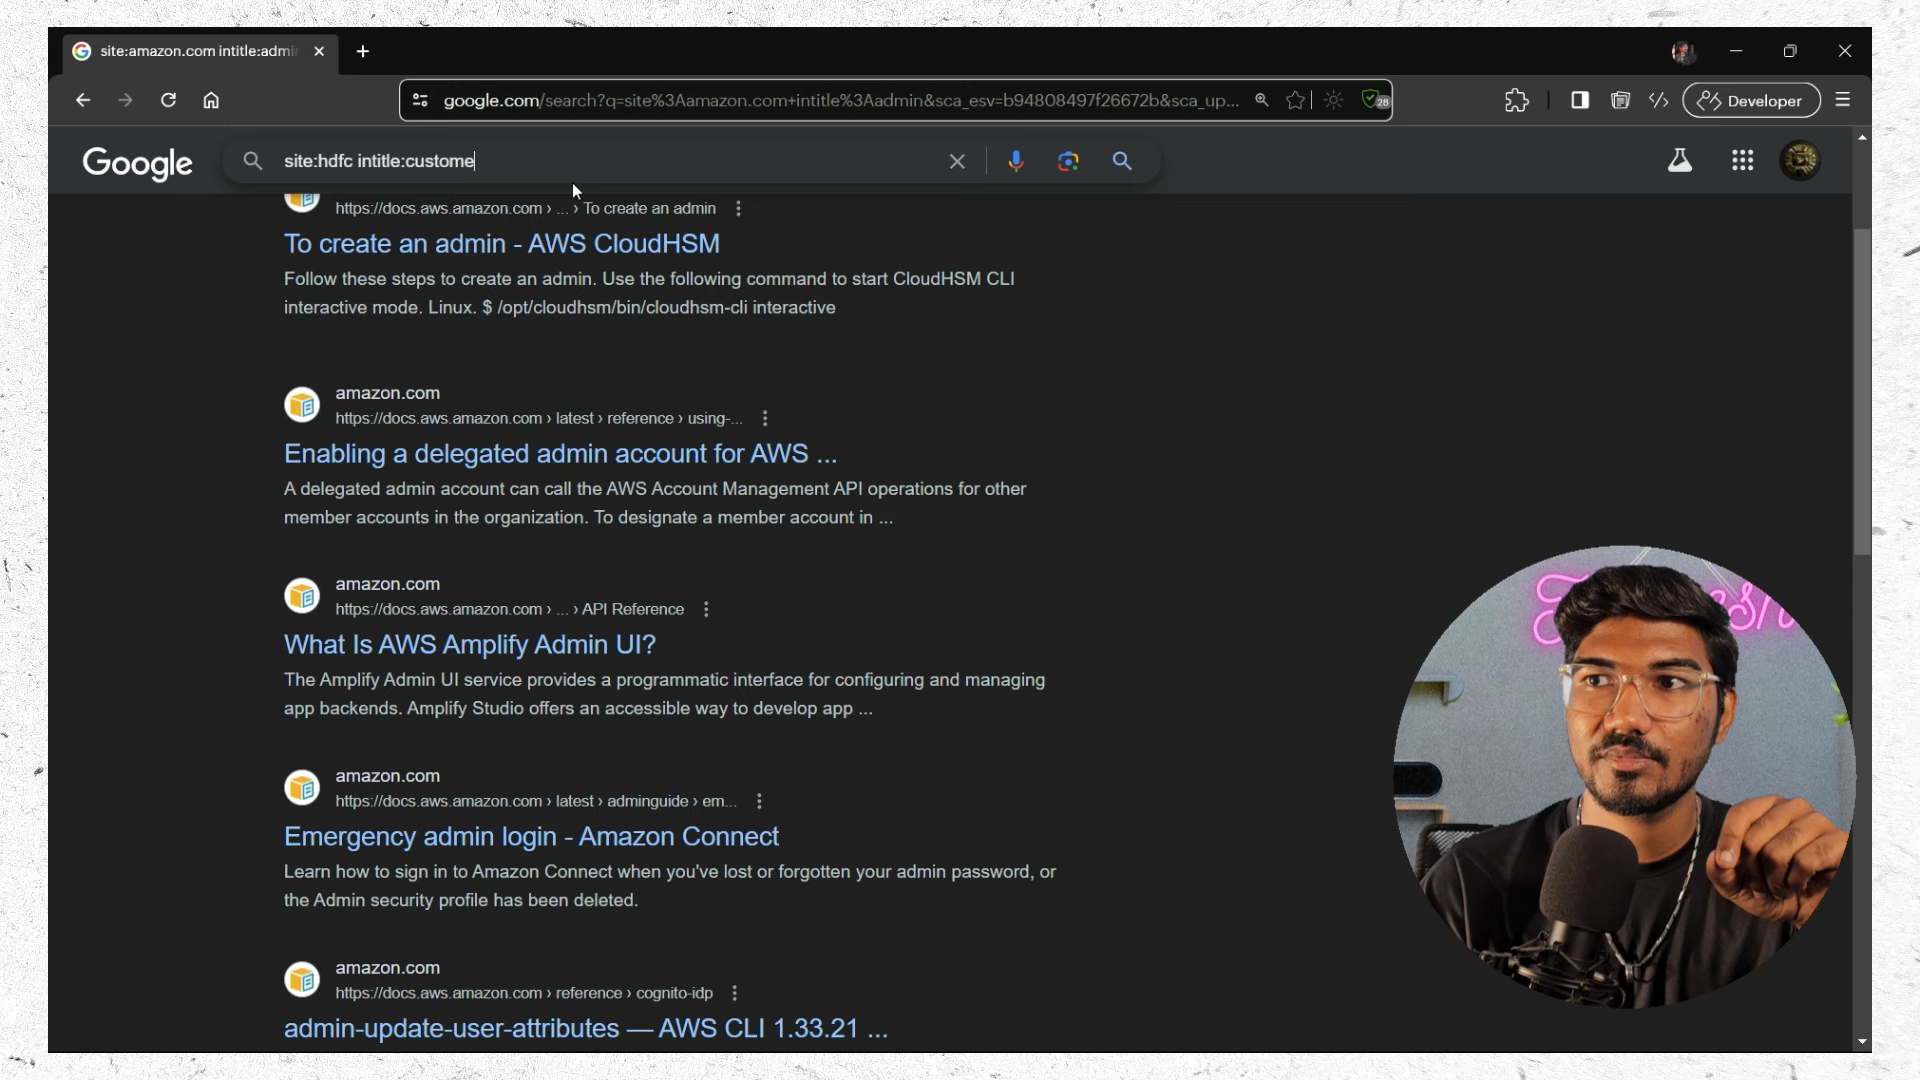 site:amazon.com intitle:admi
google.com/search?q=site%3Aamazon.com+intitle%3Aadmin&sca_esv=b94808497f26672b&sca_up...
28
Developer
Google
site:hdfc intitle:custome
https://docs.aws.amazon.com › ... › To create an admin
To create an admin - AWS CloudHSM
Follow these steps to create an admin. Use the following command to start CloudHSM CLI
interactive mode. Linux. $ /opt/cloudhsm/bin/cloudhsm-cli interactive
amazon.com
https://docs.aws.amazon.com › latest › reference › using-...
Enabling a delegated admin account for AWS ...
A delegated admin account can call the AWS Account Management API operations for other
member accounts in the organization. To designate a member account in ...
amazon.com
https://docs.aws.amazon.com › ... › API Reference
What Is AWS Amplify Admin UI?
The Amplify Admin UI service provides a programmatic interface for configuring and managing
app backends. Amplify Studio offers an accessible way to develop app ...
amazon.com
https://docs.aws.amazon.com › latest › adminguide › em...
Emergency admin login - Amazon Connect
Learn how to sign in to Amazon Connect when you've lost or forgotten your admin password, or
the Admin security profile has been deleted.
amazon.com
https://docs.aws.amazon.com › reference › cognito-idp
admin-update-user-attributes — AWS CLI 1.33.21 ...